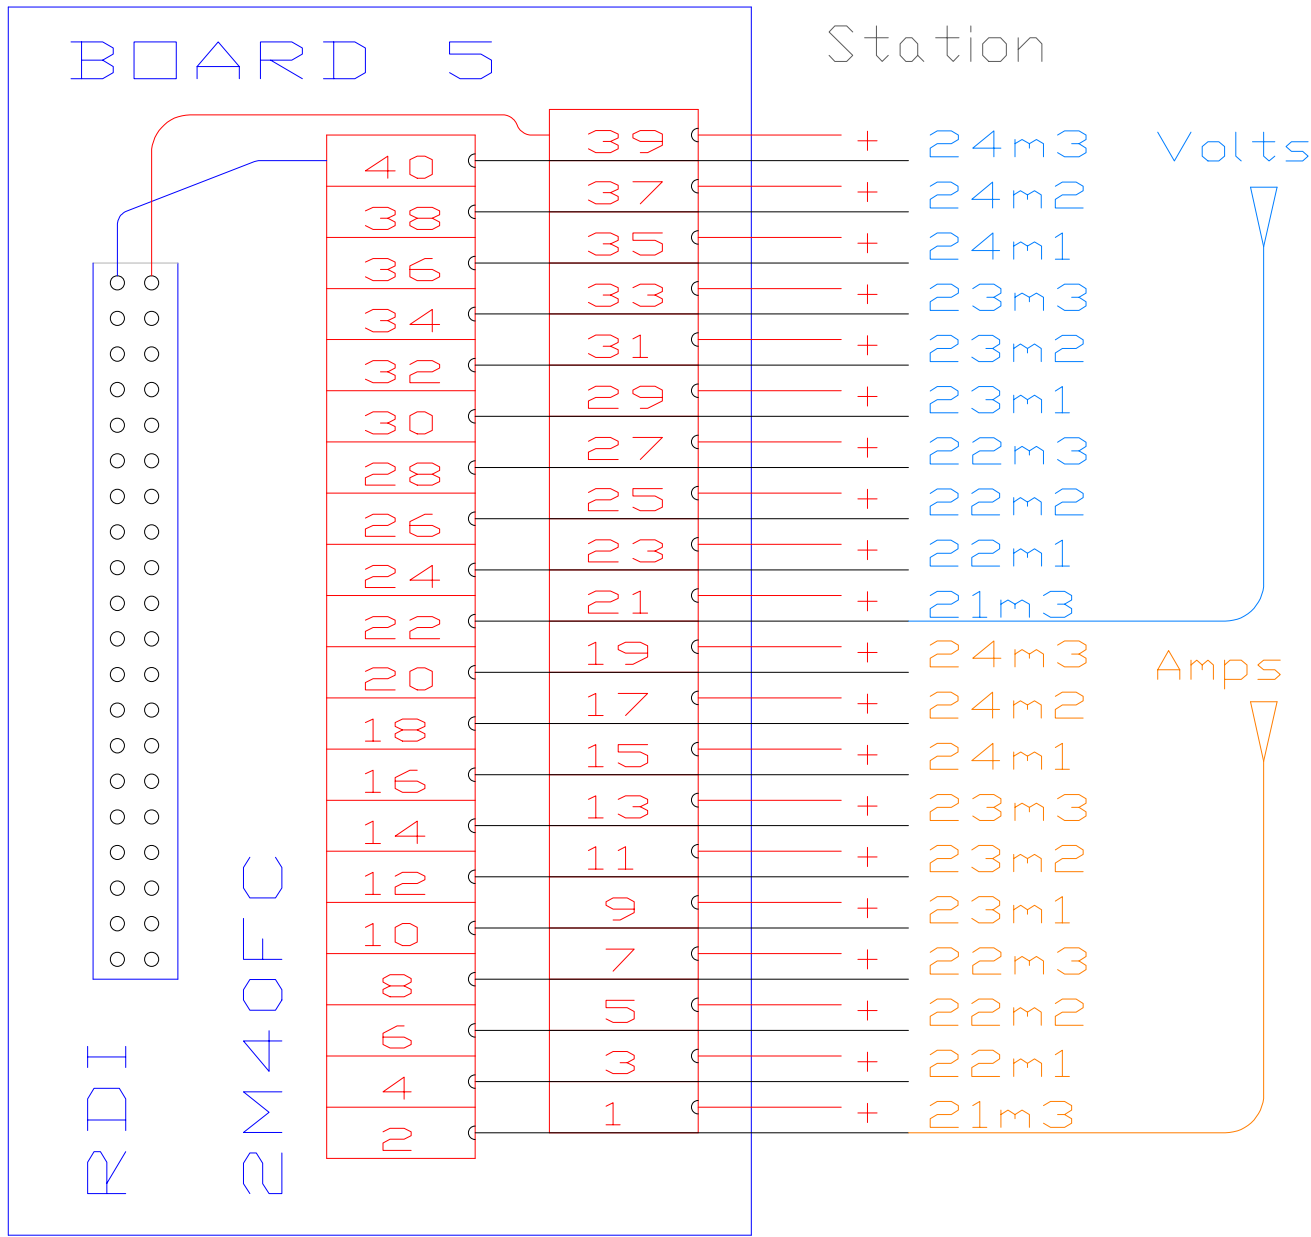 BOARD 5
Station
Volts
39 + 24m3
40
37 + 24m2
38
35 + 24m1
36
33 + 23m3
34
31 + 23m2
32
29 + 23m1
30
27 + 22m3
28
25 + 22m2
26
23 + 22m1
24
21 + 21m3
22
Amps
19 + 24m3
20
17 + 24m2
18
15 + 24m1
16
13 + 23m3
14
11 + 23m2
12
9 + 23m1
10
7 + 22m3
8
5 + 22m2
6
3 + 22m1
4
1 + 21m3
2
RDI
2M40FC